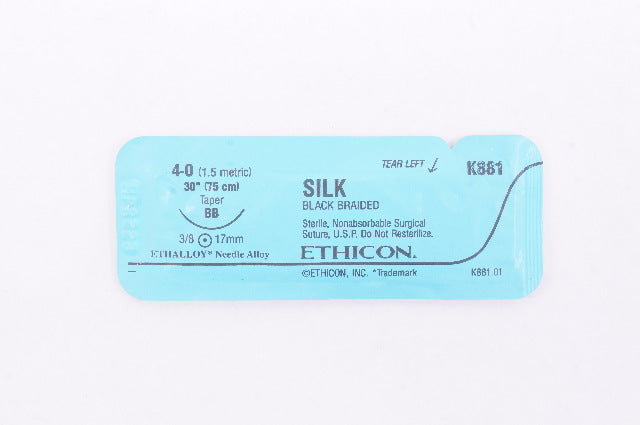 4-0 (1.5 metric)
30" (75 cm)
Taper
BB
3/8 17mm
ETHALLOY* Needle Alloy
TEAR LEFT
K881
SILK
BLACK BRAIDED
Sterile, Nonabsorbable Surgical
Suture, U.S.P. Do Not Resterilize.
ETHICON.
©ETHICON, INC. *Trademark
K881.01